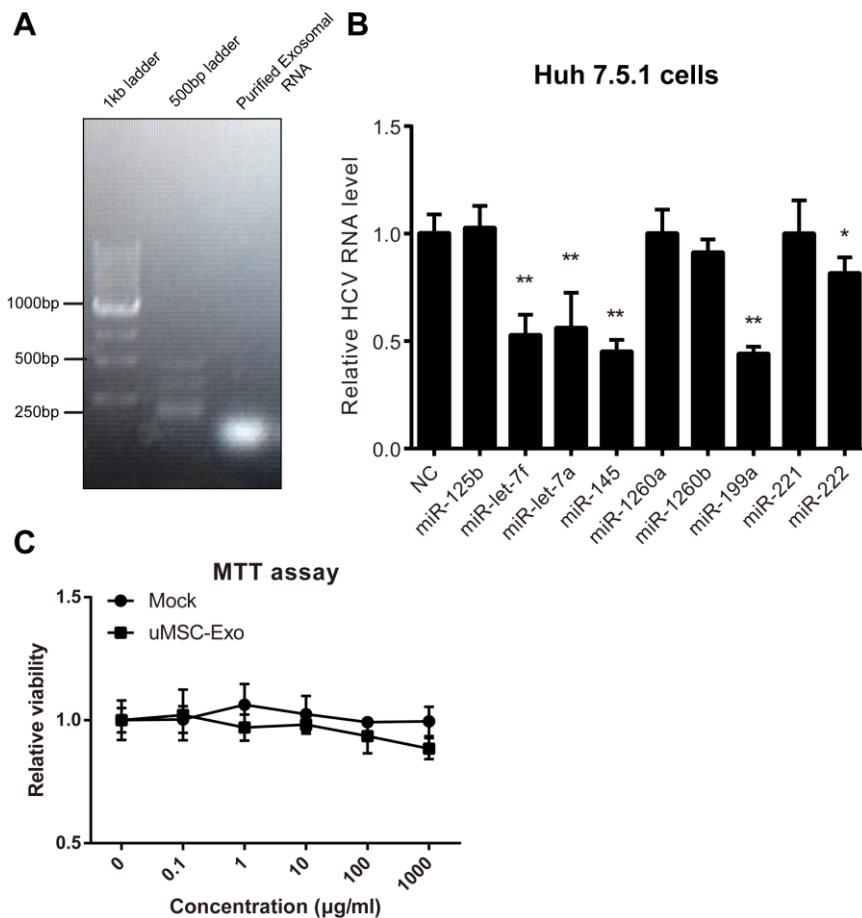 A
1kb ladder
500bp ladder
Purified Exosomal
RNA
1000bp
500bp
250bp
B
Huh 7.5.1 cells
Relative HCV RNA level
1.5
1.0
0.5
0.0
**
**
**
**
*
NC
miR-125b
miR-let-7f
miR-let-7a
miR-145
miR-1260a
miR-1260b
miR-199a
miR-221
miR-222
C
MTT assay
Mock
uMSC-Exo
Relative viability
1.5
1.0
0.5
0
0.1
1
10
100
1000
Concentration (μg/ml)